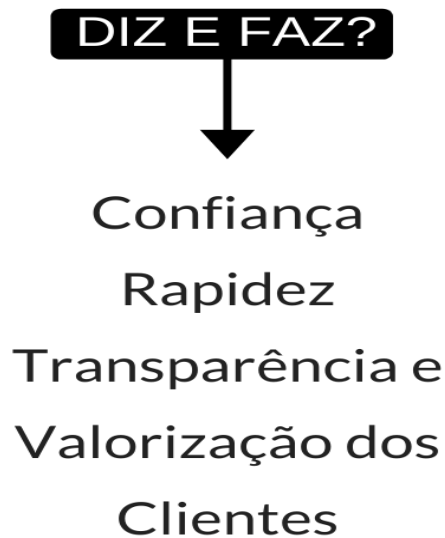 DIZ E FAZ?
Confiança
Rapidez
Transparência e
Valorização dos
Clientes